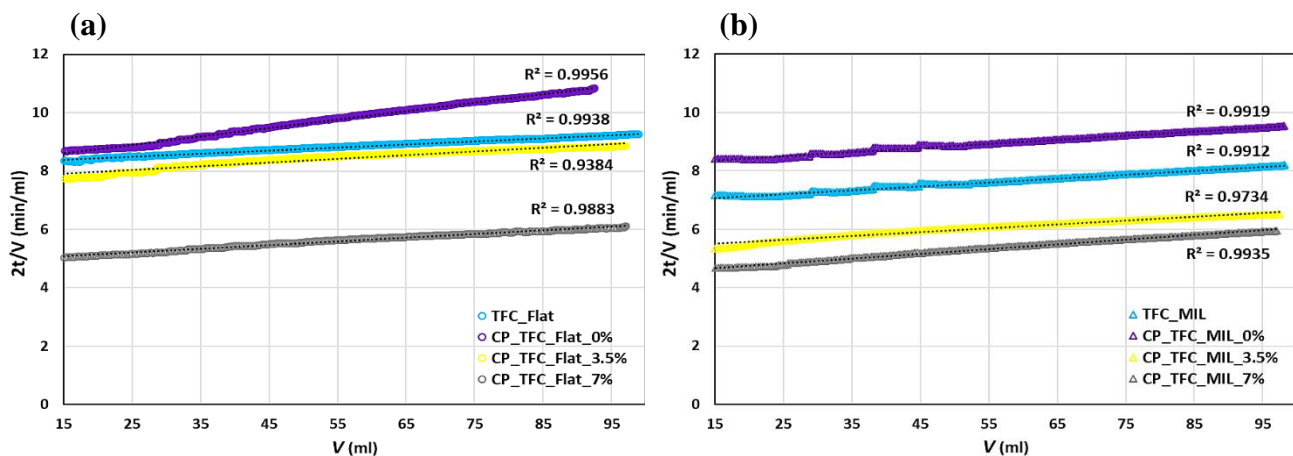 (a)
12
10
8
6
4
2
0
2t/V (min/ml)
R² = 0.9956
R² = 0.9938
R² = 0.9384
R² = 0.9883
TFC_Flat
CP_TFC_Flat_0%
CP_TFC_Flat_3.5%
CP_TFC_Flat_7%
15 25 35 45 55 65 75 85 95
V (ml)
(b)
12
10
8
6
4
2
0
2t/V (min/ml)
R² = 0.9919
R² = 0.9912
R² = 0.9734
R² = 0.9935
TFC_MIL
CP_TFC_MIL_0%
CP_TFC_MIL_3.5%
CP_TFC_MIL_7%
15 25 35 45 55 65 75 85 95
V (ml)